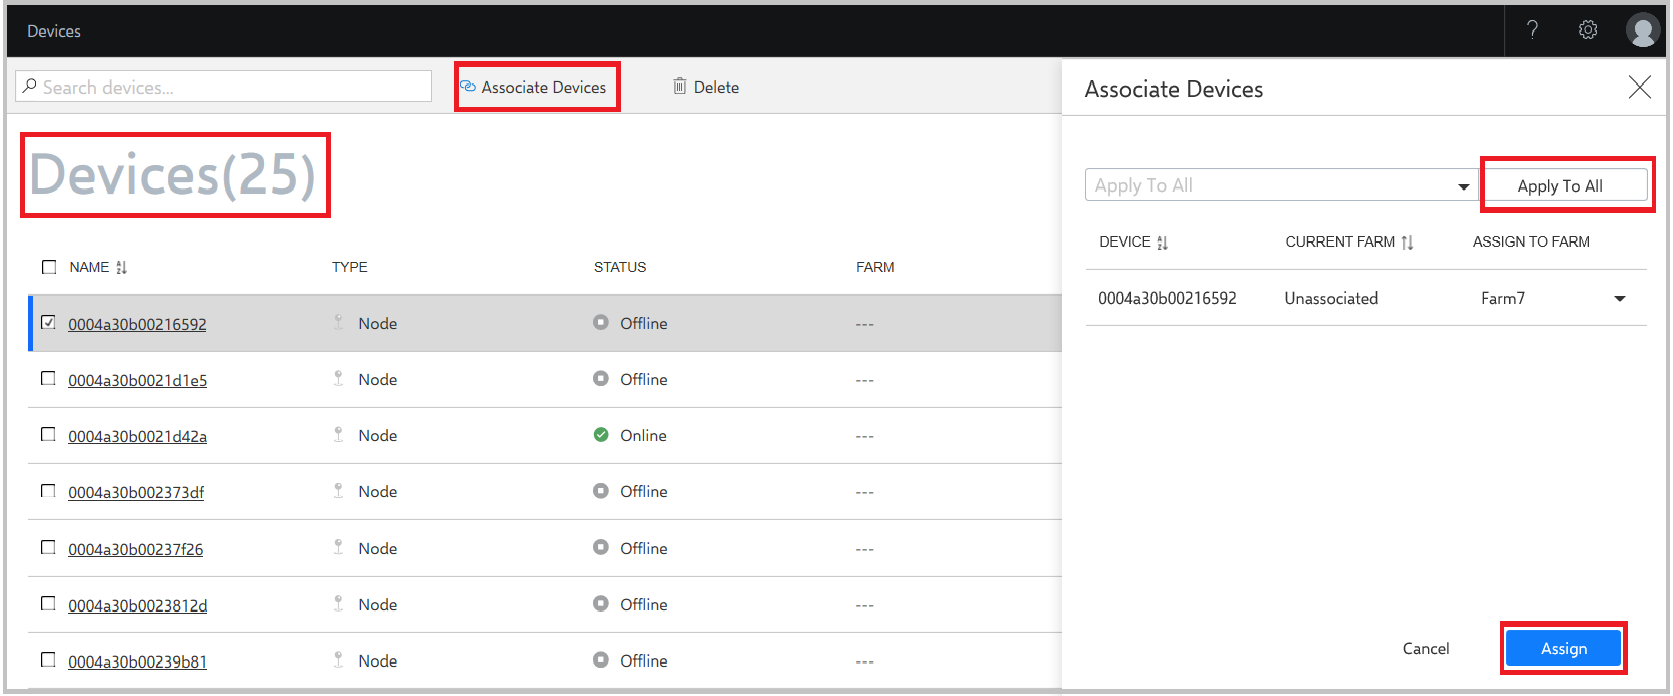 Devices
?
Search devices...
Associate Devices
Delete
Devices(25)
NAME TYPE STATUS FARM
0004a30b00216592 Node Offline ---
0004a30b0021d1e5 Node Offline ---
0004a30b0021d42a Node Online ---
0004a30b002373df Node Offline ---
0004a30b00237f26 Node Offline ---
0004a30b0023812d Node Offline ---
0004a30b00239b81 Node Offline ---
Associate Devices
Apply To All
Apply To All
DEVICE CURRENT FARM ASSIGN TO FARM
0004a30b00216592 Unassociated Farm7
Cancel
Assign